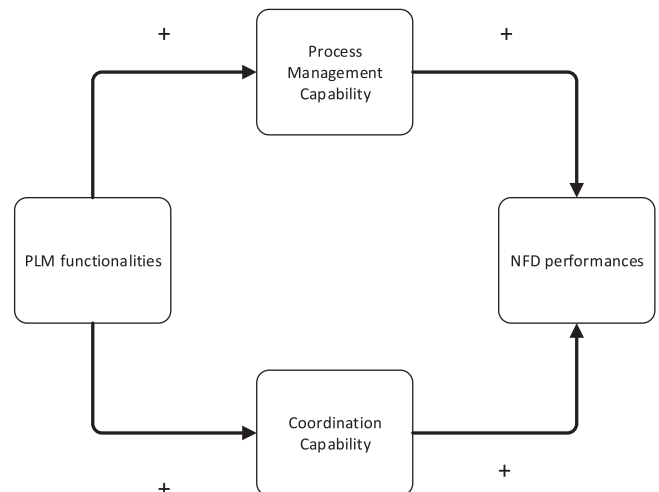 +
+
Process
Management
Capability
PLM functionalities
NFD performances
Coordination
Capability
+
+